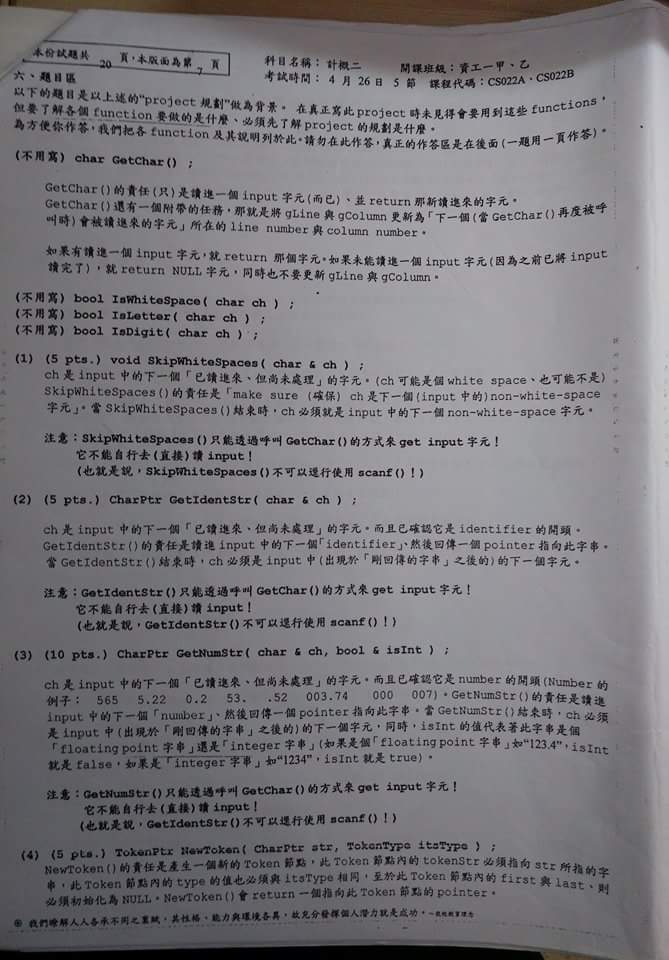 本份試題共 20 頁，本版面為第 7 頁
科目名稱：計概二 開課班級：資工一甲、乙
考試時間：4月26日5節 課程代碼：CS022A、CS022B
六、題目區
以下的題目是以上述的"project 規劃"做為背景。 在真正寫此project時未見得會要用到這些functions，
但要了解各個 function 要做的是什麼、必須先了解 project 的規劃是什麼。
為方便你作答，我們把各 function 及其說明列於此。請勿在此作答，真正的作答區是在後面(一題用一頁作答)。
(不用寫) char GetChar() ;
GetChar()的責任(只)是讀進一個 input 字元(而已)、並 return 那新讀進來的字元。
GetChar()還有一個附帶的任務，那就是將 gLine 與 gColumn 更新為「下一個(當 GetChar()再度被呼
叫時)會被讀進來的字元」所在的 line number 與 column number。
如果有讀進一個 input 字元，就 return 那個字元。如果未能讀進一個 input 字元(因為之前已將 input
讀完了)，就 return NULL 字元，同時也不要更新 gLine 與 gColumn。
(不用寫) bool IsWhiteSpace( char ch ) ;
(不用寫) bool IsLetter( char ch ) ;
(不用寫) bool IsDigit( char ch ) ;
(1) (5 pts.) void SkipWhiteSpaces( char & ch ) ;
ch 是 input 中的下一個「已讀進來、但尚未處理」的字元。(ch 可能是個 white space、也可能不是)
SkipWhiteSpaces()的責任是「make sure (確保) ch 是下一個(input 中的)non-white-space
字元」。當 SkipWhiteSpaces()結束時，ch 必須就是 input 中的下一個 non-white-space 字元。
注意：SkipWhiteSpaces()只能透過呼叫 GetChar()的方式來 get input 字元！
它不能自行去(直接)讀 input！
(也就是說，SkipWhiteSpaces()不可以逕行使用 scanf()！)
(2) (5 pts.) CharPtr GetIdentStr( char & ch ) ;
ch 是 input 中的下一個「已讀進來、但尚未處理」的字元。而且已確認它是 identifier 的開頭。
GetIdentStr()的責任是讀進 input 中的下一個「identifier」、然後回傳一個 pointer 指向此字串。
當 GetIdentStr()結束時，ch 必須是 input 中(出現於「剛回傳的字串」之後的)的下一個字元。
注意：GetIdentStr()只能透過呼叫 GetChar()的方式來 get input 字元！
它不能自行去(直接)讀 input！
(也就是說，GetIdentStr()不可以逕行使用 scanf()！)
(3) (10 pts.) CharPtr GetNumStr( char & ch, bool & isInt ) ;
ch 是 input 中的下一個「已讀進來、但尚未處理」的字元。而且已確認它是 number 的開頭(Number 的
例子： 565 5.22 0.2 53. .52 003.74 000 007)。GetNumStr()的責任是讀進
input 中的下一個「number」、然後回傳一個 pointer 指向此字串。當 GetNumStr()結束時，ch 必須
是 input 中(出現於「剛回傳的字串」之後的)的下一個字元，同時，isInt 的值代表著此字串是個
「floating point 字串」還是「integer 字串」(如果是個「floating point 字串」如"123.4"，isInt
就是 false，如果是「integer 字串」如"1234"，isInt 就是 true)。
注意：GetNumStr()只能透過呼叫 GetChar()的方式來 get input 字元！
它不能自行去(直接)讀 input！
(也就是說，GetIdentStr()不可以逕行使用 scanf()！)
(4) (5 pts.) TokenPtr NewToken( CharPtr str, TokenType itsType ) ;
NewToken()的責任是產生一個新的 Token 節點，此 Token 節點內的 tokenStr 必須指向 str 所指的字
串，此 Token 節點內的 type 的值也必須與 itsType 相同，至於此 Token 節點內的 first 與 last、則
必須初始化為 NULL。NewToken()會 return 一個指向此 Token 節點的 pointer。
我們瞭解人人各承不同之稟賦，其性格、能力與環境各異，故充分發揮個人潛力就是成功。